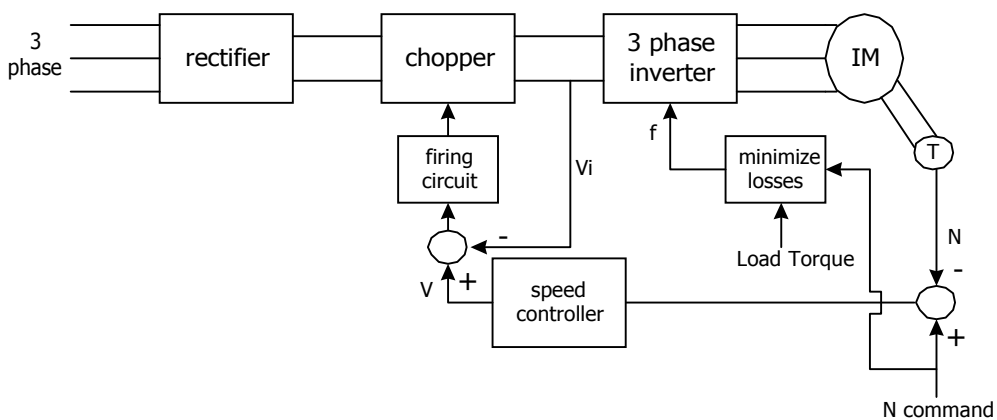 3
phase
rectifier
chopper
3 phase
inverter
IM
T
firing
circuit
Vi
f
minimize
losses
Load Torque
N
-
-
V
+
speed
controller
+
N command